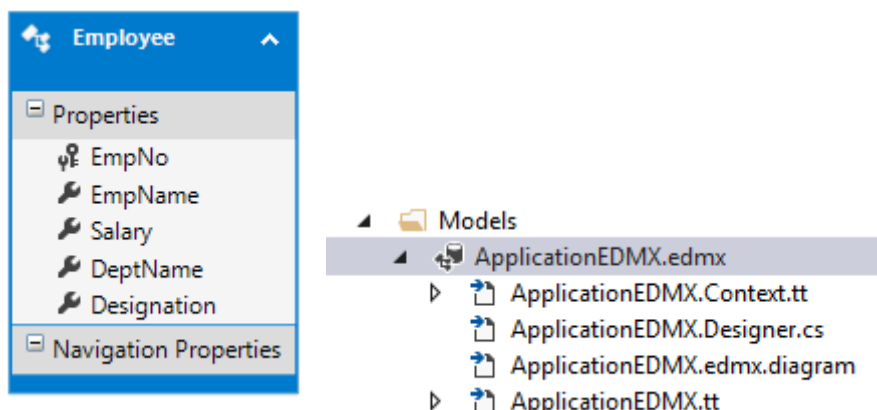 Employee
Properties
EmpNo
EmpName
Salary
DeptName
Designation
Navigation Properties
Models
ApplicationEDMX.edmx
ApplicationEDMX.Context.tt
ApplicationEDMX.Designer.cs
ApplicationEDMX.edmx.diagram
ApplicationEDMX.tt